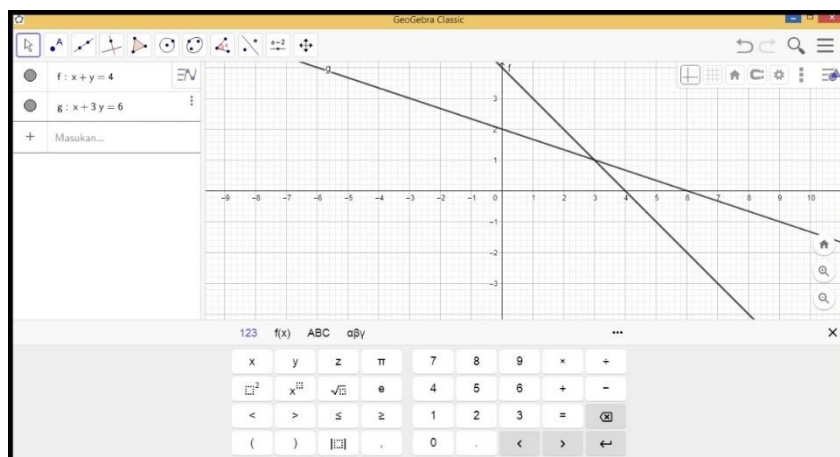 GeoGebra Classic
A
a=2
f : x + y = 4
g : x + 3 y = 6
Masukan...
g
f
3
2
1
−9 −8 −7 −6 −5 −4 −3 −2 −1 0 1 2 3 4 5 6 7 8 9 10
−1
−2
−3
123 f(x) ABC αβγ ...
x y z π 7 8 9 × ÷
□² x□ √□ e 4 5 6 + −
< > ≤ ≥ 1 2 3 =
( ) |□| , 0 . < >